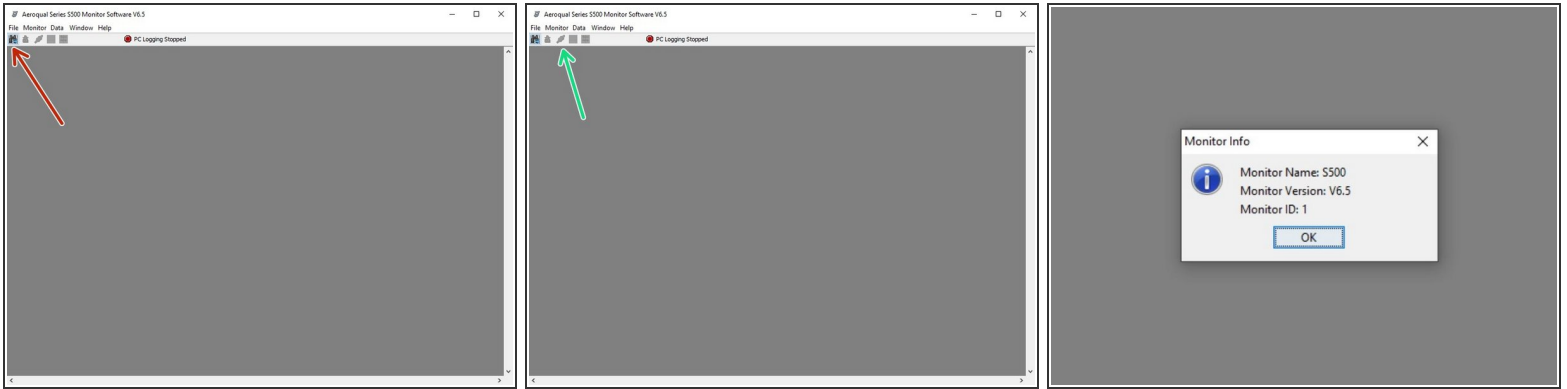 Aeroqual Series S500 Monitor Software V6.5
File Monitor Data Window Help
PC Logging Stopped
Aeroqual Series S500 Monitor Software V6.5
File Monitor Data Window Help
PC Logging Stopped
Monitor Info
Monitor Name: S500
Monitor Version: V6.5
Monitor ID: 1
OK